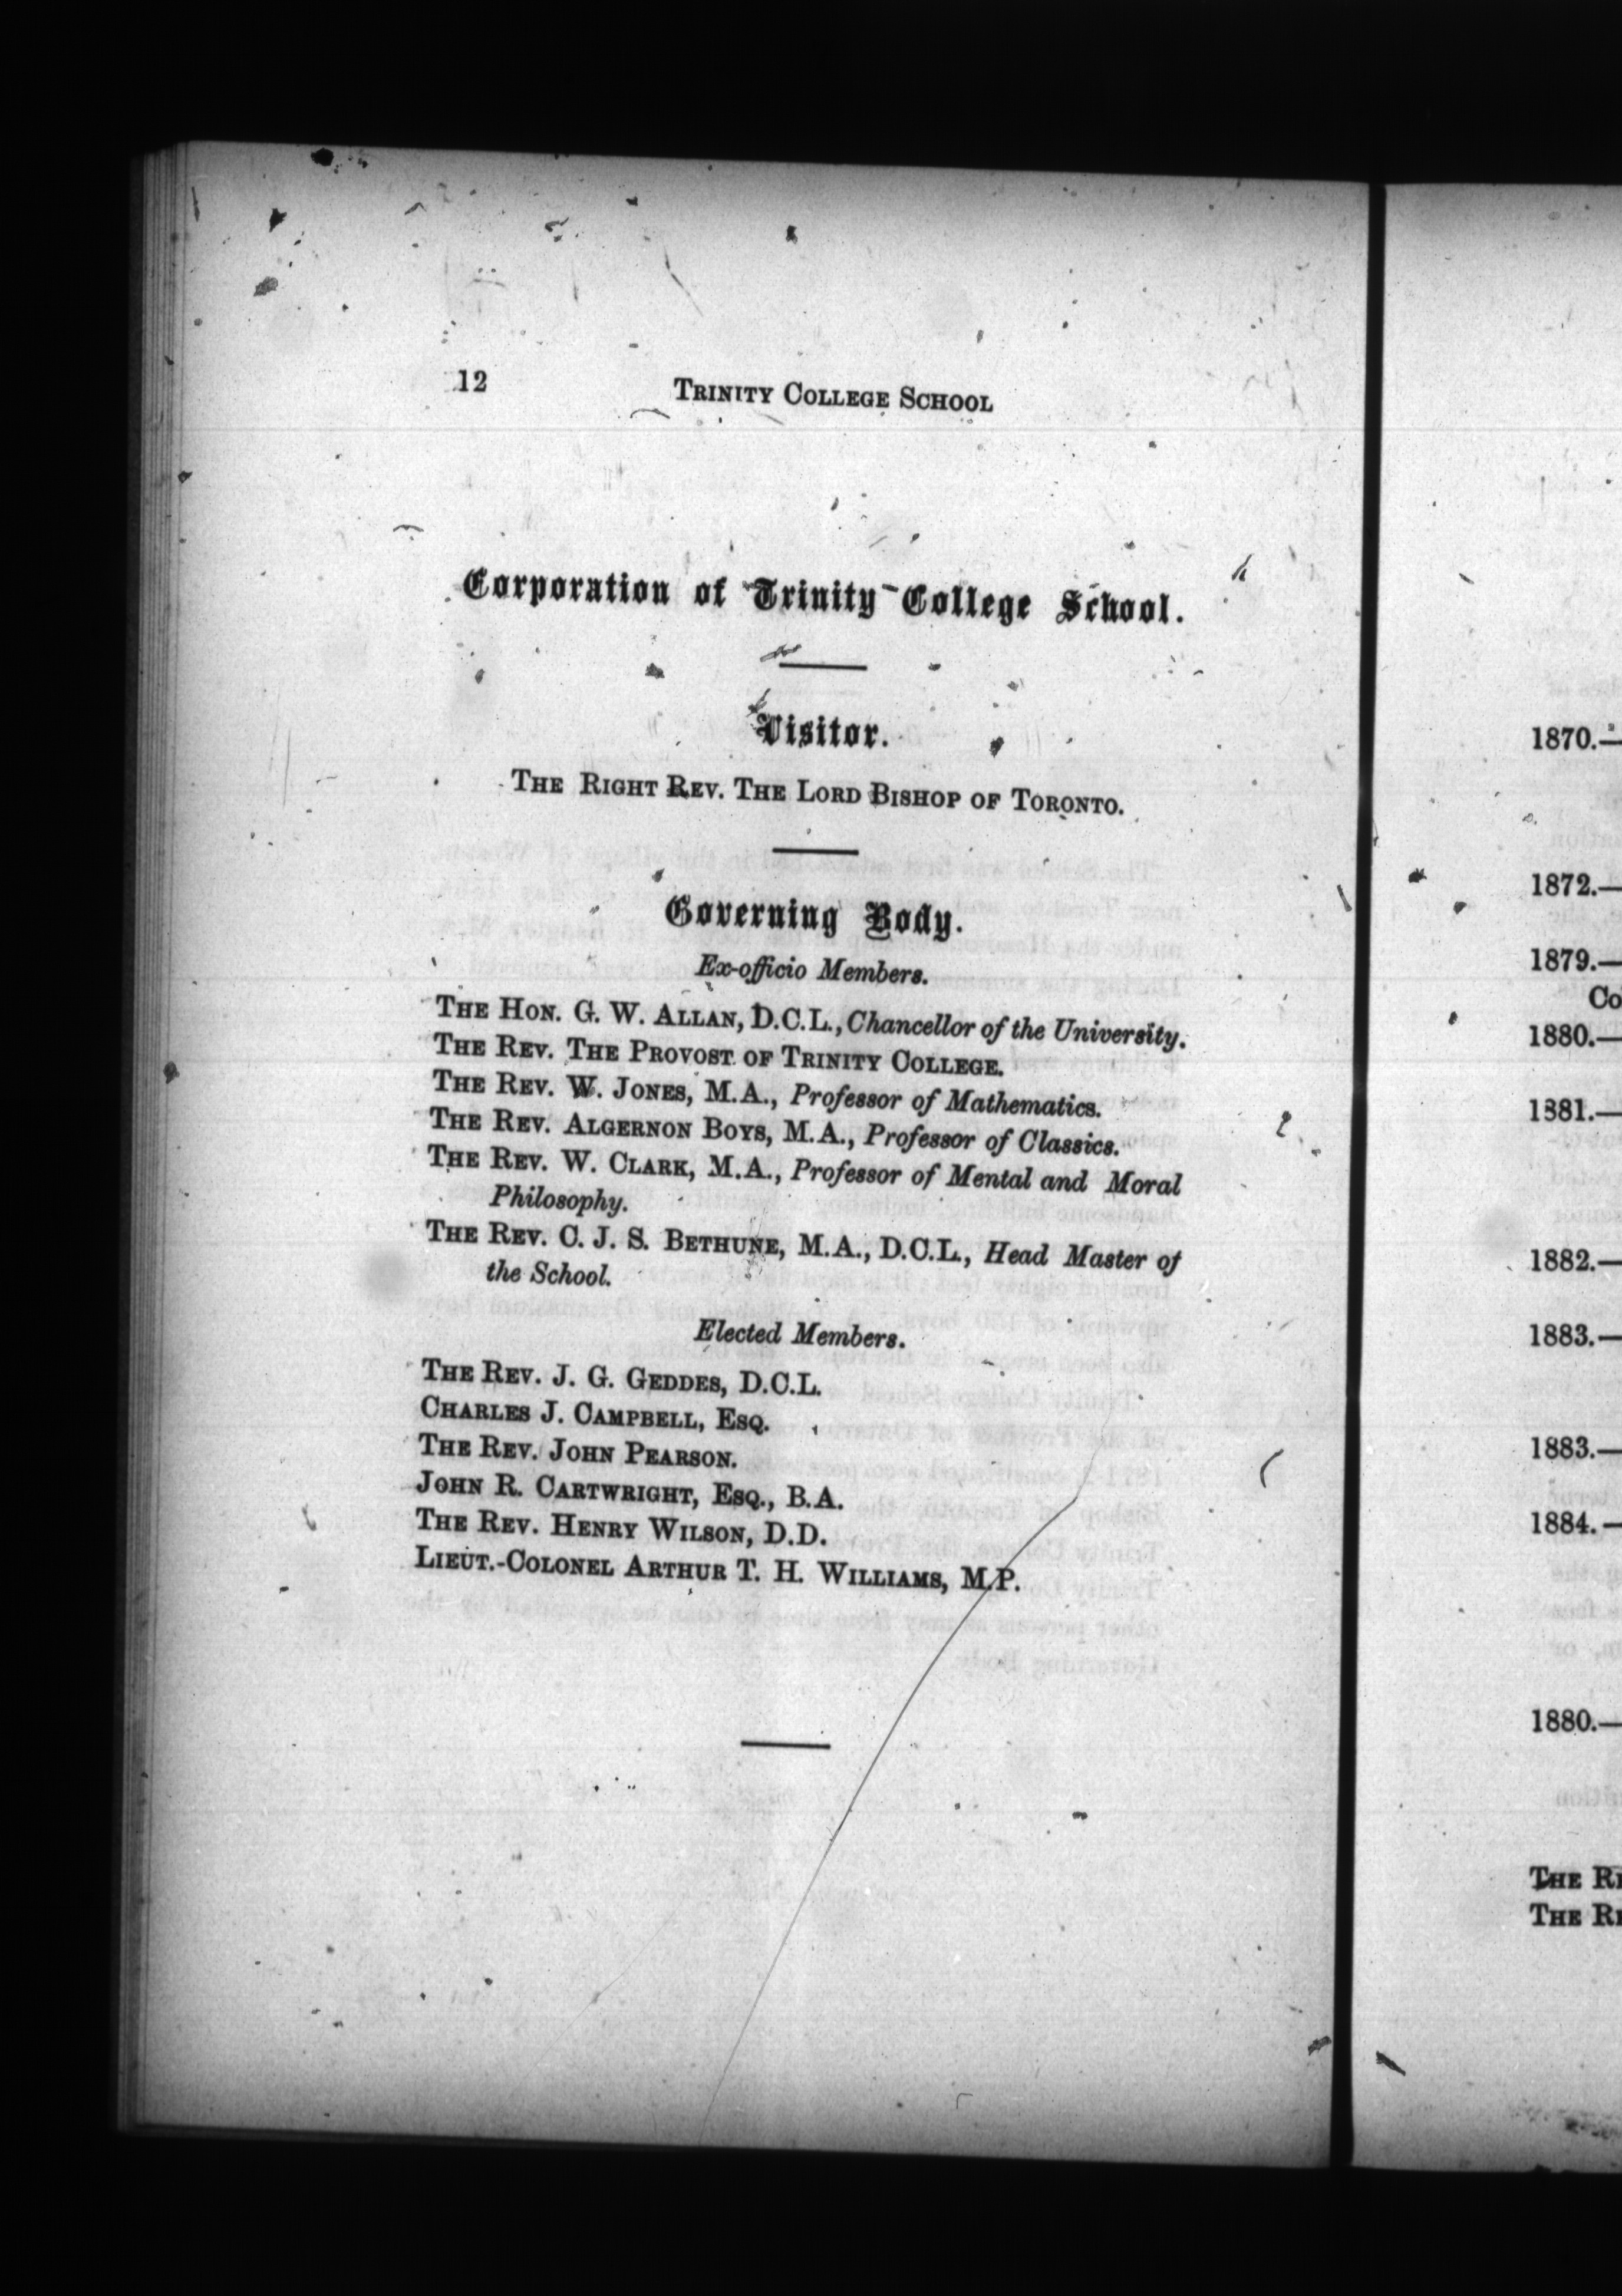 12
TRINITY COLLEGE SCHOOL
Corporation of Trinity College School.
Visitor.
THE RIGHT REV. THE LORD BISHOP OF TORONTO.
Governing Body.
Ex-officio Members.
THE HON. G. W. ALLAN, D.C.L., Chancellor of the University.
THE REV. THE PROVOST OF TRINITY COLLEGE.
THE REV. W. JONES, M.A., Professor of Mathematics.
THE REV. ALGERNON BOYS, M.A., Professor of Classics.
THE REV. W. CLARK, M.A., Professor of Mental and Moral
Philosophy.
THE REV. C. J. S. BETHUNE, M.A., D.C.L., Head Master of
the School.
Elected Members.
THE REV. J. G. GEDDES, D.C.L.
CHARLES J. CAMPBELL, ESQ.
THE REV. JOHN PEARSON.
JOHN R. CARTWRIGHT, ESQ., B.A.
THE REV. HENRY WILSON, D.D.
LIEUT.-COLONEL ARTHUR T. H. WILLIAMS, M.P.
1870.—
1872.—
1879.—
Co
1880.—
1881.—
1882.—
1883.—
1883.—
1884.—
1880.—
THE RE
THE RE